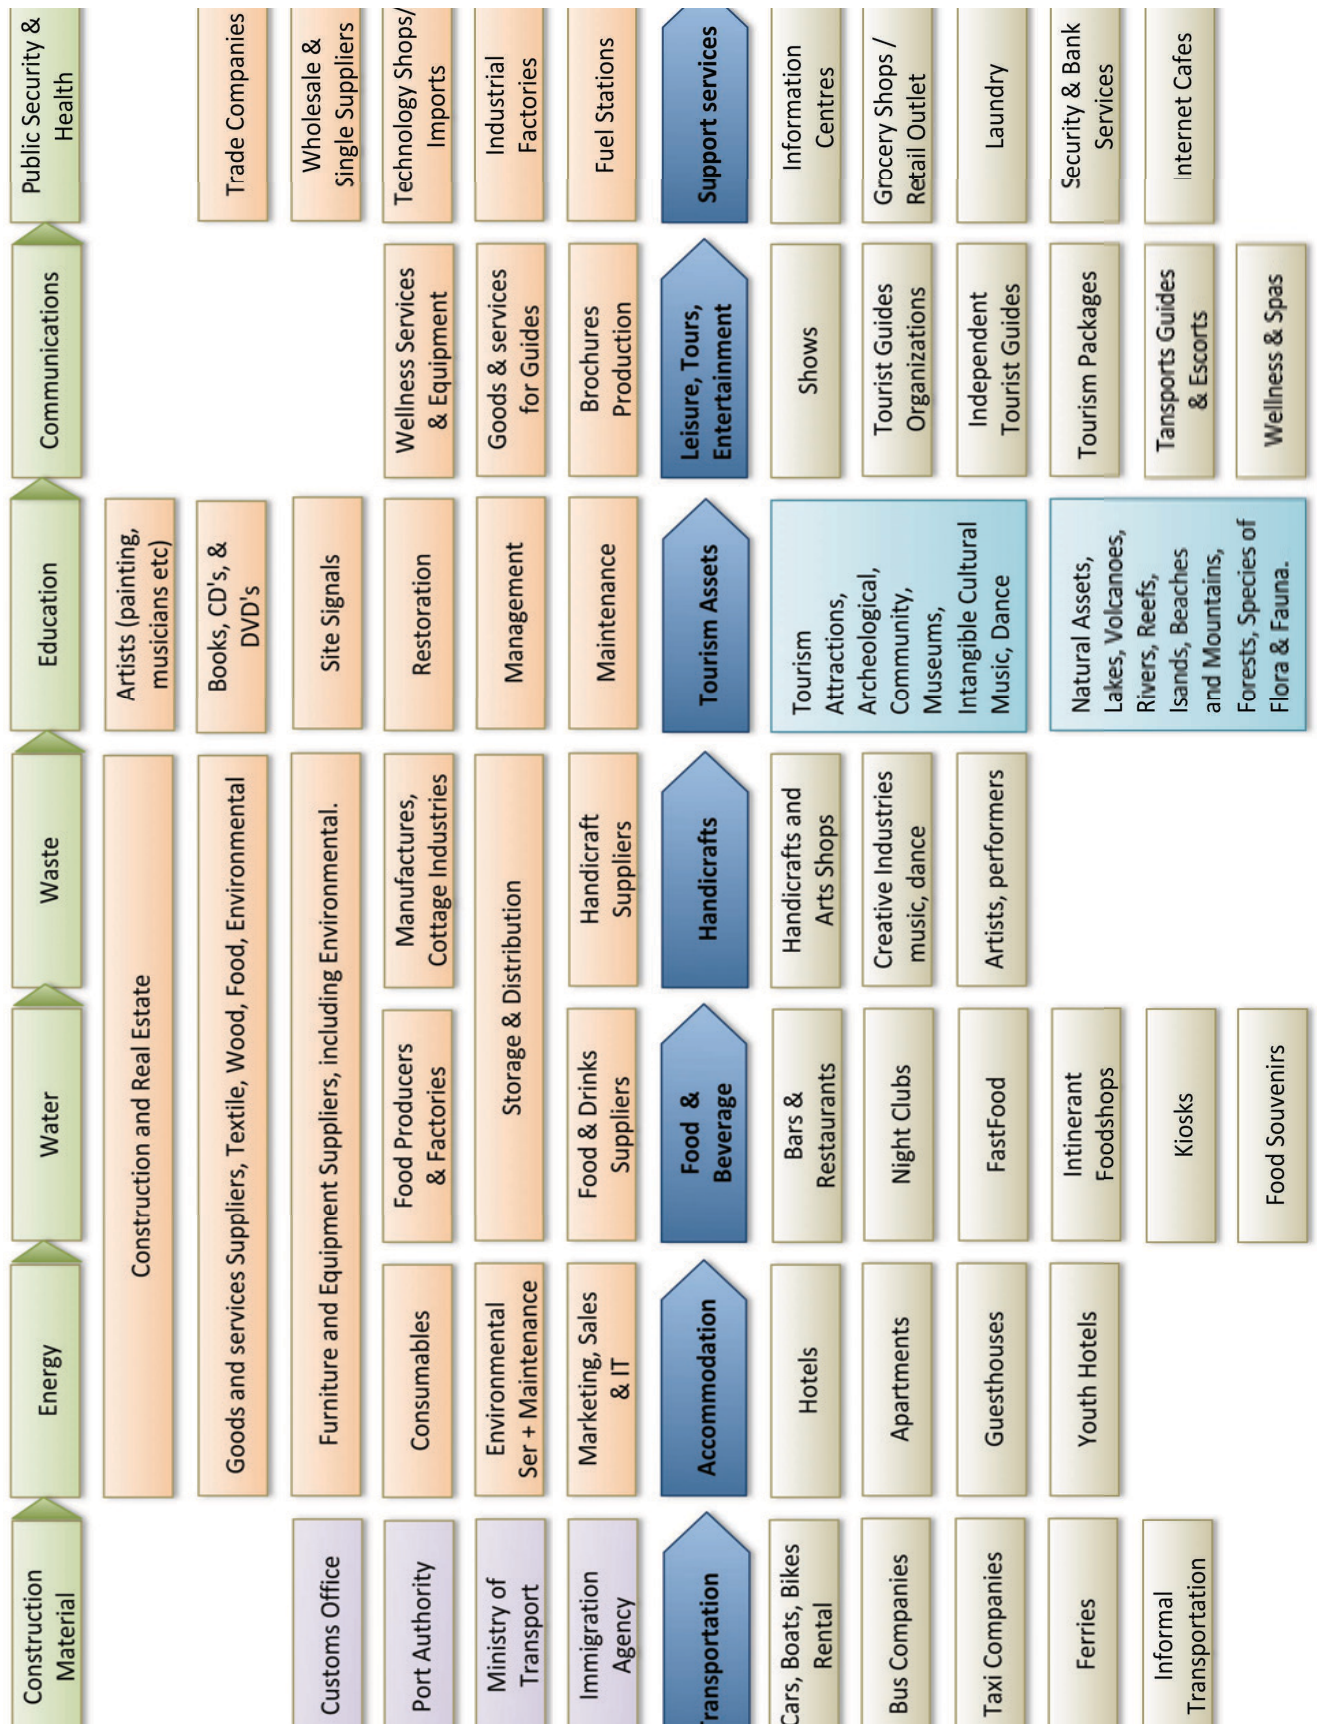 Construction
Material
Energy
Water
Waste
Education
Communications
Public Security &
Health
Construction and Real Estate
Artists (painting,
musicians etc)
Goods and services Suppliers, Textile, Wood, Food, Environmental
Books, CD's, &
DVD's
Trade Companies
Customs Office
Furniture and Equipment Suppliers, including Environmental.
Site Signals
Wholesale &
Single Suppliers
Port Authority
Consumables
Food Producers
& Factories
Manufactures,
Cottage Industries
Restoration
Wellness Services
& Equipment
Technology Shops/
Imports
Ministry of
Transport
Environmental
Ser + Maintenance
Storage & Distribution
Management
Goods & services
for Guides
Industrial
Factories
Immigration
Agency
Marketing, Sales
& IT
Food & Drinks
Suppliers
Handicraft
Suppliers
Maintenance
Brochures
Production
Fuel Stations
Transportation
Accommodation
Food &
Beverage
Handicrafts
Tourism Assets
Leisure, Tours,
Entertainment
Support services
Cars, Boats, Bikes
Rental
Hotels
Bars &
Restaurants
Handicrafts and
Arts Shops
Tourism
Attractions,
Archeological,
Community,
Museums,
Intangible Cultural
Music, Dance
Shows
Information
Centres
Bus Companies
Apartments
Night Clubs
Creative Industries
music, dance
Tourist Guides
Organizations
Grocery Shops /
Retail Outlet
Taxi Companies
Guesthouses
FastFood
Artists, performers
Independent
Tourist Guides
Laundry
Ferries
Youth Hotels
Intinerant
Foodshops
Natural Assets,
Lakes, Volcanoes,
Rivers, Reefs,
Isands, Beaches
and Mountains,
Forests, Species of
Flora & Fauna.
Tourism Packages
Security & Bank
Services
Informal
Transportation
Kiosks
Tansports Guides
& Escorts
Internet Cafes
Food Souvenirs
Wellness & Spas